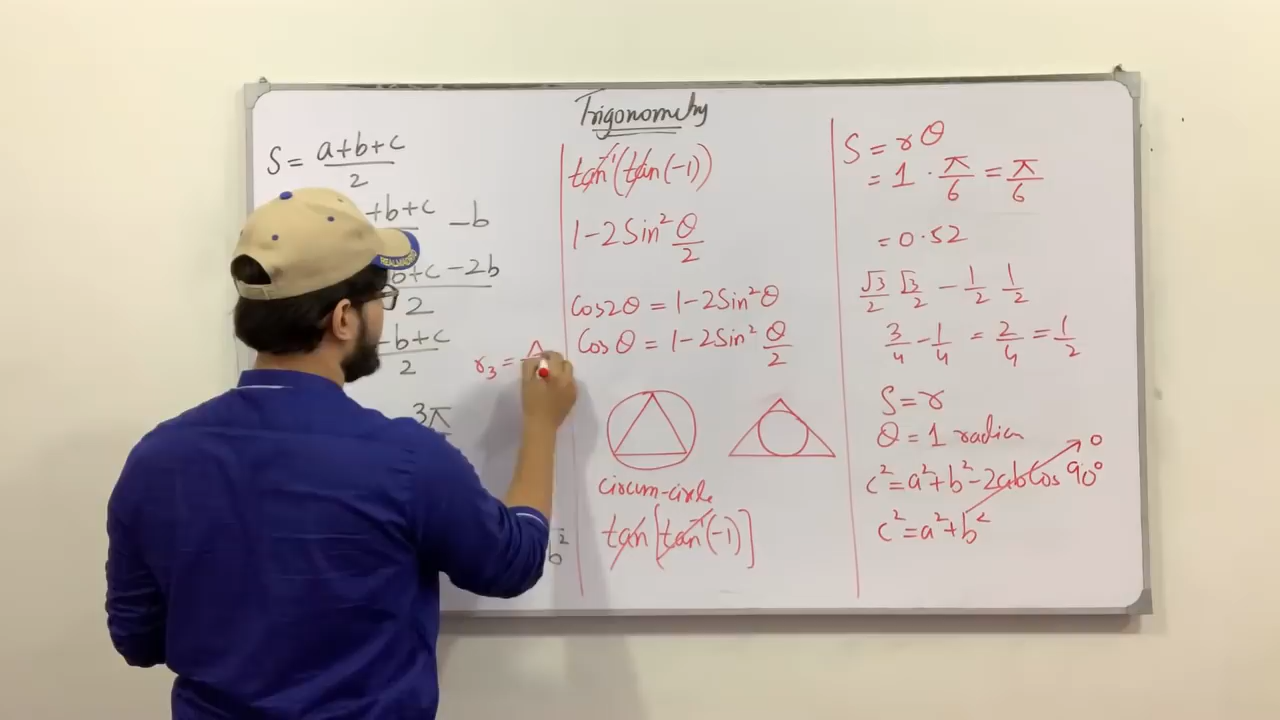 Trigonometry
S = a+b+c / 2
+b+c - b
b+c-2b / 2
-b+c / 2
r₃ = Δ
3π
b²
REALMADRID
tan⁻¹(tan(-1))
1-2Sin² θ/2
Cos2θ = 1-2Sin²θ
Cosθ = 1-2Sin² θ/2
Circum-circle
tan[tan⁻¹(-1)]
S = rθ
= 1 · π/6 = π/6
= 0.52
√3/2 √3/2 - 1/2 1/2
3/4 - 1/4 = 2/4 = 1/2
S = r
θ = 1 radian
c² = a²+b²-2abCos 90° 0
c² = a²+b²